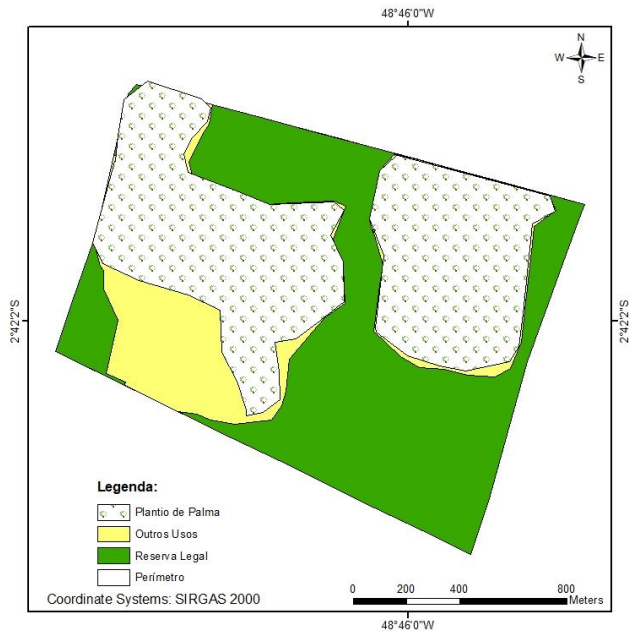 48°46'0"W
N
W E
S
2°42'2"S
2°42'2"S
Legenda:
Plantio de Palma
Outros Usos
Reserva Legal
Perímetro
Coordinate Systems: SIRGAS 2000
0 200 400 800
Meters
48°46'0"W